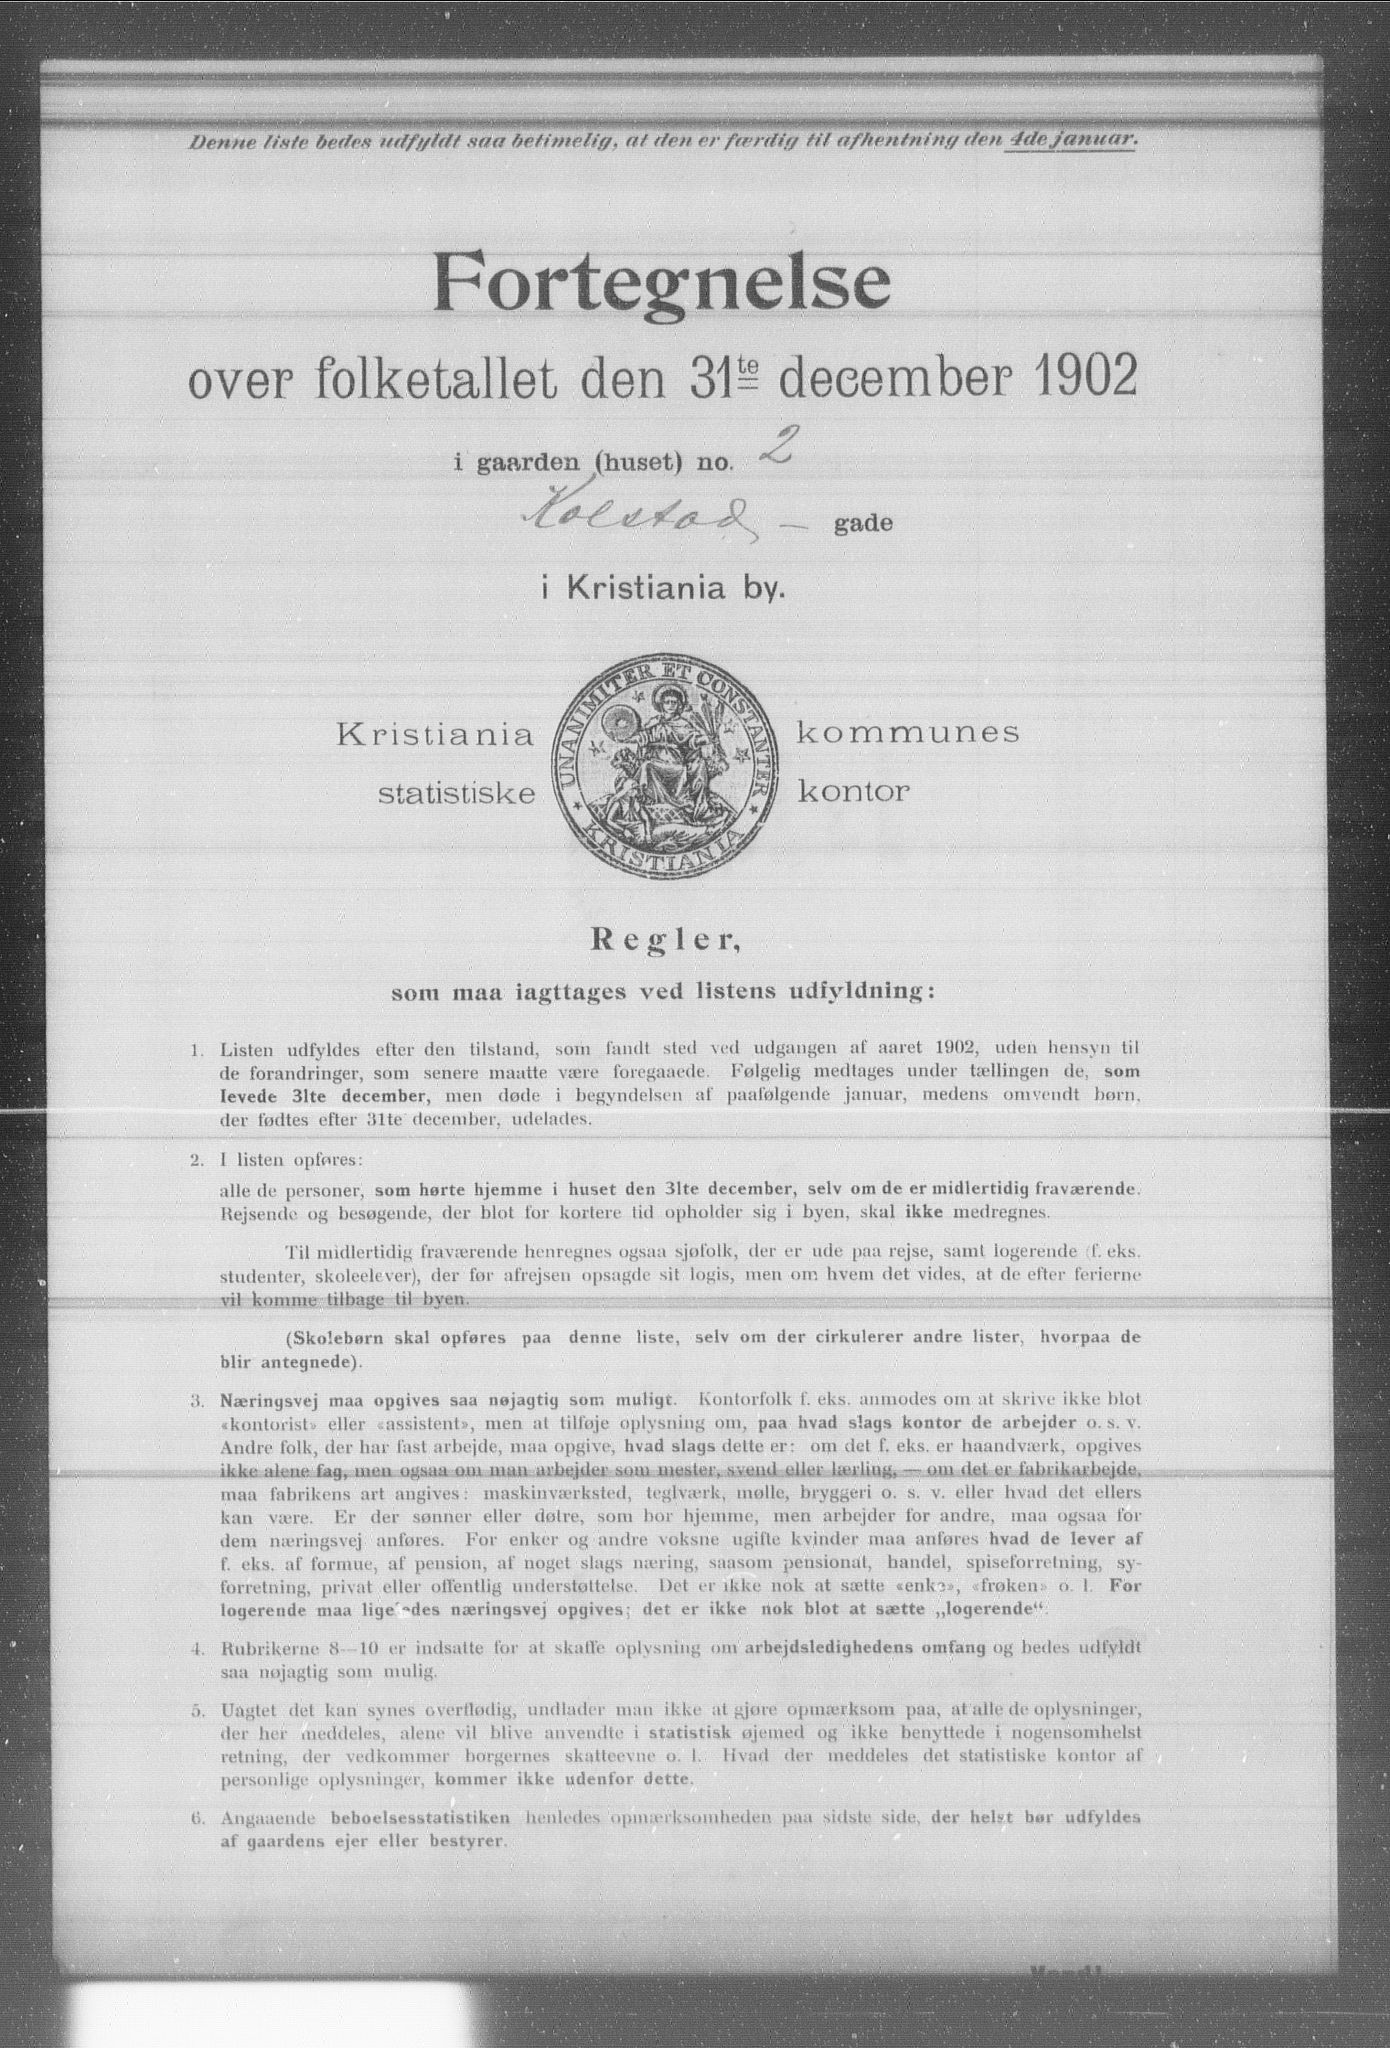 Denne liste bedes udfyldt saa betimelig, at den er færdig til afhentning den 4de januar.
Fortegnelse
over folketallet den 31te december 1902
i gaarden (huset) no. 2
Kolstad - gade
i Kristiania by.
Kristiania kommunes
statistiske kontor
UNANIMITER ET CONSTANTER
KRISTIANIA
Regler,
som maa iagttages ved listens udfyldning:
1. Listen udfyldes efter den tilstand, som fandt sted ved udgangen af aaret 1902, uden hensyn til
de forandringer, som senere maatte være foregaaede. Følgelig medtages under tællingen de, som
levede 31te december, men døde i begyndelsen af paafølgende januar, medens omvendt børn,
der fødtes efter 31te december, udelades.
2. I listen opføres:
alle de personer, som hørte hjemme i huset den 31te december, selv om de er midlertidig fraværende.
Rejsende og besøgende, der blot for kortere tid opholder sig i byen, skal ikke medregnes.
Til midlertidig fraværende henregnes ogsaa sjøfolk, der er ude paa rejse, samt logerende (f. eks.
studenter, skoleelever), der før afrejsen opsagde sit logis, men om hvem det vides, at de efter ferierne
vil komme tilbage til byen.
(Skolebørn skal opføres paa denne liste, selv om der cirkulerer andre lister, hvorpaa de
blir antegnede).
3. Næringsvej maa opgives saa nøjagtig som muligt. Kontorfolk f. eks. anmodes om at skrive ikke blot
«kontorist» eller «assistent», men at tilføje oplysning om, paa hvad slags kontor de arbejder o. s. v.
Andre folk, der har fast arbejde, maa opgive, hvad slags dette er: om det f. eks. er haandværk, opgives
ikke alene fag, men ogsaa om man arbejder som mester, svend eller lærling, — om det er fabrikarbejde,
maa fabrikens art angives: maskinværksted, teglværk, mølle, bryggeri o. s. v. eller hvad det ellers
kan være. Er der sønner eller døtre, som bor hjemme, men arbejder for andre, maa ogsaa for
dem næringsvej anføres. For enker og andre voksne ugifte kvinder maa anføres hvad de lever af
f. eks. af formue, af pension, af noget slags næring, saasom pensionat, handel, spiseforretning, sy-
forretning, privat eller offentlig understøttelse. Det er ikke nok at sætte «enke», «frøken» o. l. For
logerende maa ligeledes næringsvej opgives; det er ikke nok blot at sætte „logerende“.
4. Rubrikerne 8—10 er indsatte for at skaffe oplysning om arbejdsledighedens omfang og bedes udfyldt
saa nøjagtig som mulig.
5. Uagtet det kan synes overflødig, undlader man ikke at gjøre opmærksom paa, at alle de oplysninger,
der her meddeles, alene vil blive anvendte i statistisk øjemed og ikke benyttede i nogensomhelst
retning, der vedkommer borgernes skatteevne o. l. Hvad der meddeles det statistiske kontor af
personlige oplysninger, kommer ikke udenfor dette.
6. Angaaende beboelsesstatistiken henledes opmærksomheden paa sidste side, der helst bør udfyldes
af gaardens ejer eller bestyrer.